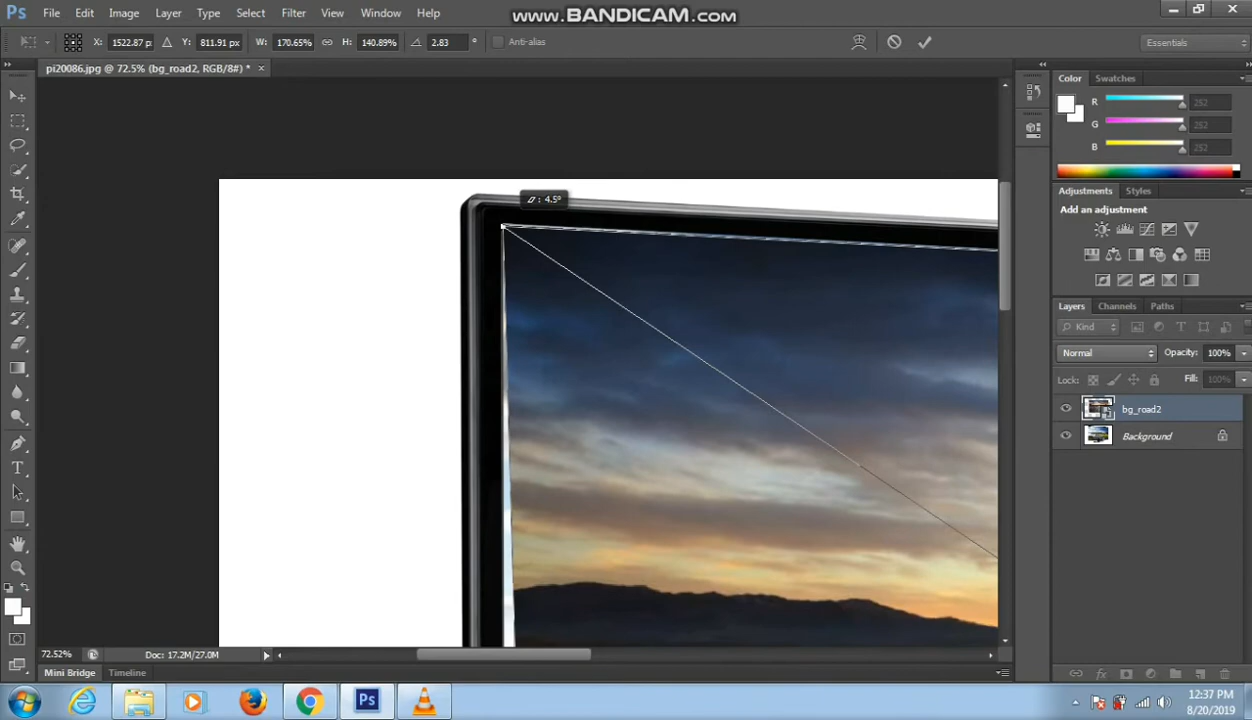 Ps File Edit Image Layer Type Select Filter View Window Help
www.BANDICAM.com
X: 1522.87 p Y: 811.91 px W: 170.65% H: 140.89% 2.83 ° Anti-alias Essentials
pi20086.jpg @ 72.5% (bg_road2, RGB/8#) * ×
Color Swatches
R 252
G 252
B 252
Adjustments Styles
Add an adjustment
: 4.5°
Layers Channels Paths
Kind
Normal Opacity: 100%
Lock: Fill: 100%
bg_road2
Background
72.52% Doc: 17.2M/27.0M
Mini Bridge Timeline
Ps
12:37 PM
8/20/2019